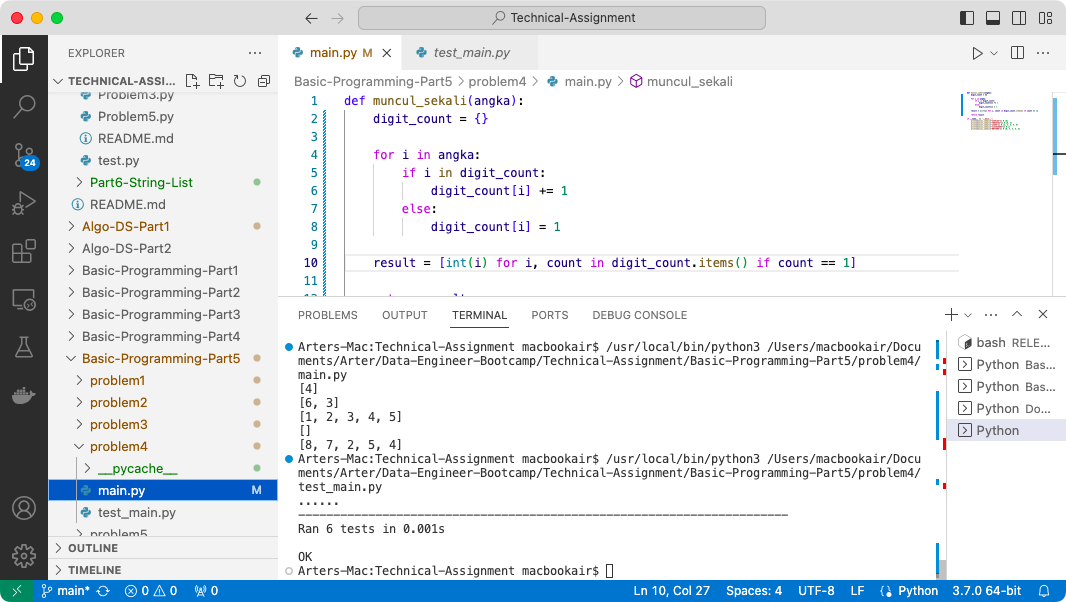 Technical-Assignment
EXPLORER
TECHNICAL-ASSI...
Problem3.py
Problem5.py
README.md
test.py
Part6-String-List
README.md
Algo-DS-Part1
Algo-DS-Part2
Basic-Programming-Part1
Basic-Programming-Part2
Basic-Programming-Part3
Basic-Programming-Part4
Basic-Programming-Part5
problem1
problem2
problem3
problem4
__pycache__
main.py M
test_main.py
problem5
OUTLINE
TIMELINE
24
main.py M
test_main.py
Basic-Programming-Part5 > problem4 > main.py > muncul_sekali
1 def muncul_sekali(angka):
2 digit_count = {}
3
4 for i in angka:
5 if i in digit_count:
6 digit_count[i] += 1
7 else:
8 digit_count[i] = 1
9
10 result = [int(i) for i, count in digit_count.items() if count == 1]
11
PROBLEMS OUTPUT TERMINAL PORTS DEBUG CONSOLE
Arters-Mac:Technical-Assignment macbookair$ /usr/local/bin/python3 /Users/macbookair/Docu
ments/Arter/Data-Engineer-Bootcamp/Technical-Assignment/Basic-Programming-Part5/problem4/
main.py
[4]
[6, 3]
[1, 2, 3, 4, 5]
[]
[8, 7, 2, 5, 4]
Arters-Mac:Technical-Assignment macbookair$ /usr/local/bin/python3 /Users/macbookair/Docu
ments/Arter/Data-Engineer-Bootcamp/Technical-Assignment/Basic-Programming-Part5/problem4/
test_main.py
......
----------------------------------------------------------------------
Ran 6 tests in 0.001s
OK
Arters-Mac:Technical-Assignment macbookair$
bash RELE...
Python Bas...
Python Bas...
Python Do...
Python
main* 0 0 0 Ln 10, Col 27 Spaces: 4 UTF-8 LF Python 3.7.0 64-bit